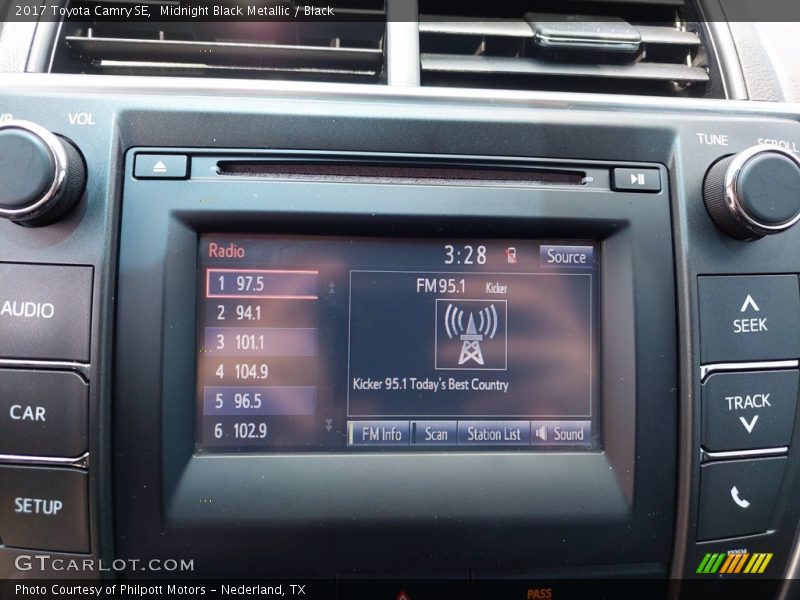 2017 Toyota Camry SE,  Midnight Black Metallic / Black
VOL
TUNE
SCROLL
Radio
3:28
Source
1 97.5
2 94.1
3 101.1
4 104.9
5 96.5
6 102.9
FM 95.1 Kicker
Kicker 95.1 Today's Best Country
FM Info
Scan
Station List
Sound
AUDIO
CAR
SETUP
SEEK
TRACK
PASS
GTCARLOT.COM
Photo Courtesy of Philpott Motors - Nederland, TX